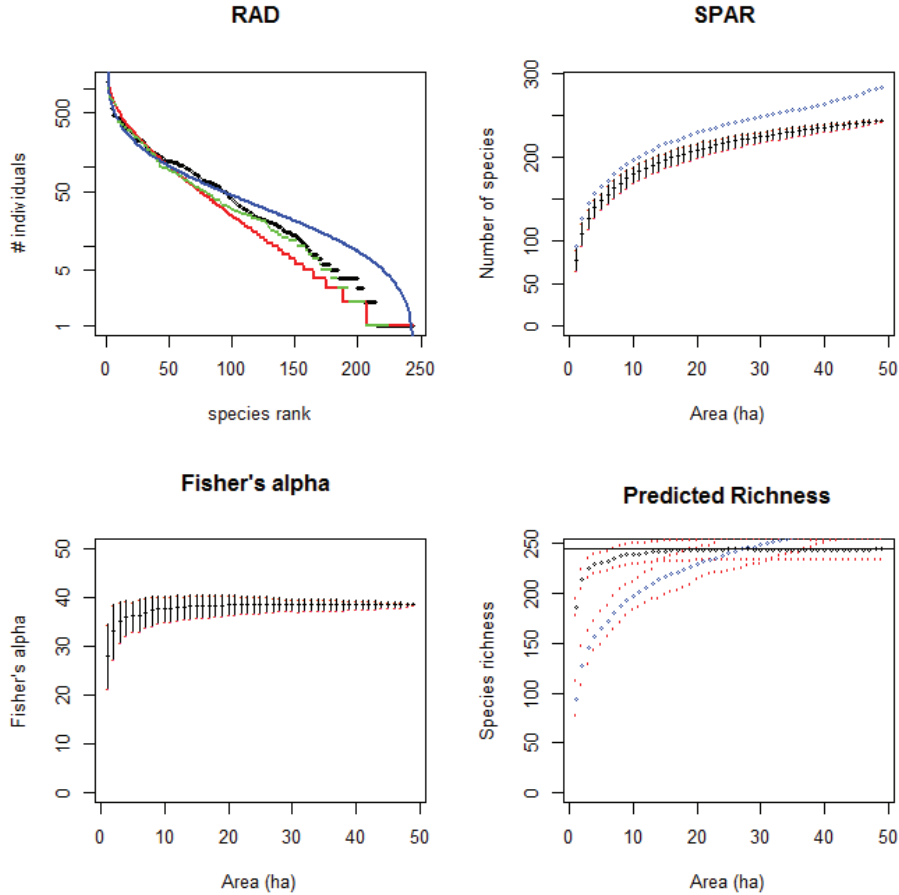 RAD
# individuals
500
50
5
1
0 50 100 150 200 250
species rank
SPAR
Number of species
300
200
100
50
0
0 10 20 30 40 50
Area (ha)
Fisher's alpha
Fisher's alpha
50
40
30
20
10
0
0 10 20 30 40 50
Area (ha)
Predicted Richness
Species richness
250
200
150
100
50
0
0 10 20 30 40 50
Area (ha)